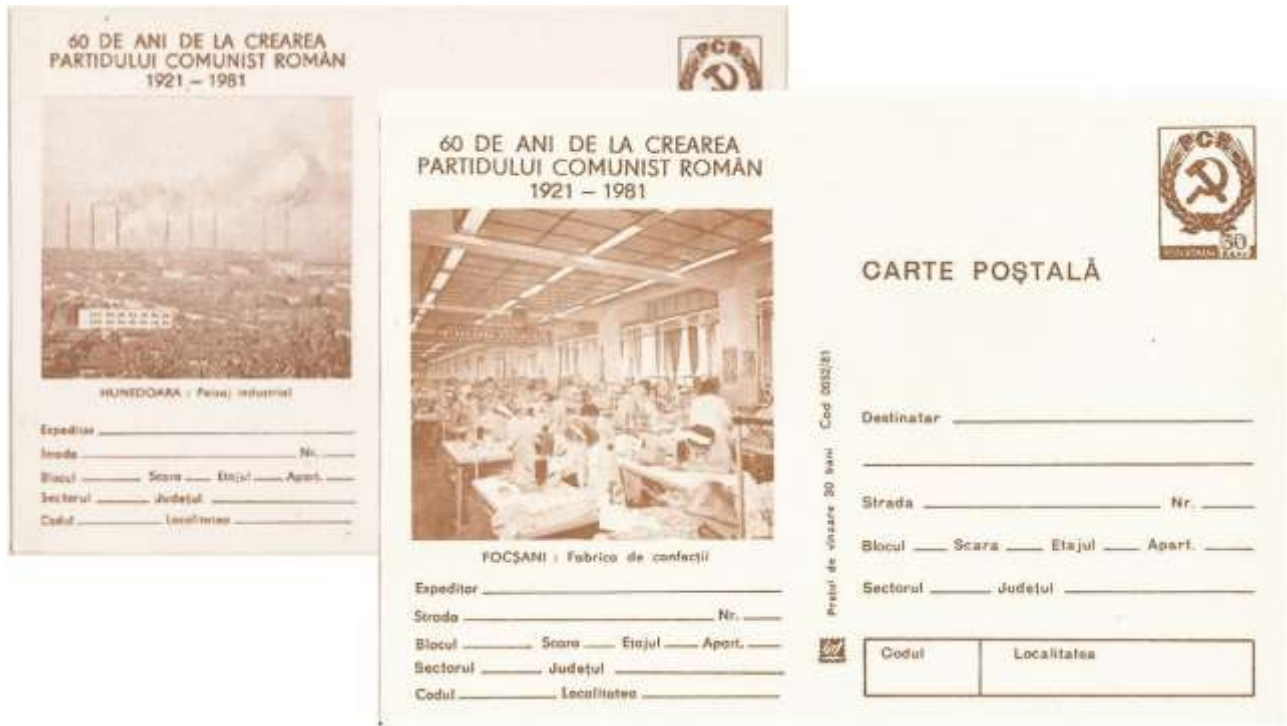 60 DE ANI DE LA CREAREA
PARTIDULUI COMUNIST ROMÂN
1921 – 1981
PCR
HUNEDOARA : Peisaj industrial
Expeditor
Strada Nr.
Blocul Scara Etajul Apart.
Sectorul Județul
Codul Localitatea
60 DE ANI DE LA CREAREA
PARTIDULUI COMUNIST ROMÂN
1921 – 1981
FOCȘANI : Fabrica de confecții
Expeditor
Strada Nr.
Blocul Scara Etajul Apart.
Sectorul Județul
Codul Localitatea
Prețul de vînzare 30 bani Cod 0052/81
PCR
30
CARTE POȘTALĂ
Destinatar
Strada Nr.
Blocul Scara Etajul Apart.
Sectorul Județul
Codul Localitatea